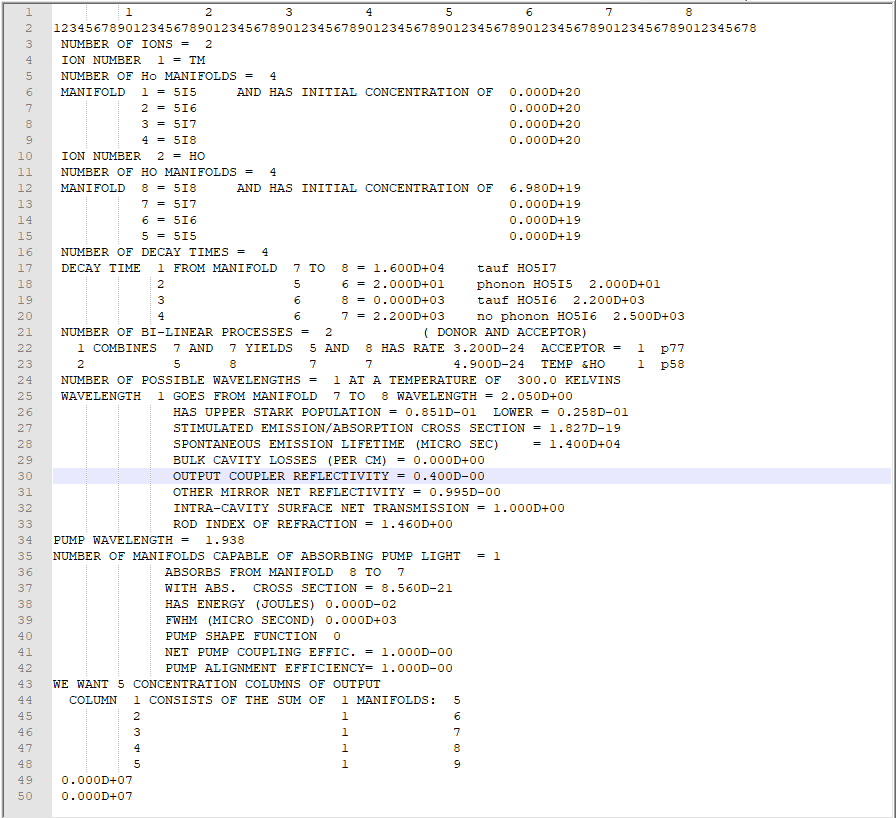 1 1 2 3 4 5 6 7 8
2 1234567890123456789012345678901234567890123456789012345678901234567890123456789012345678
3 NUMBER OF IONS =  2
4 ION NUMBER  1 = TM
5 NUMBER OF Ho MANIFOLDS =  4
6 MANIFOLD  1 = 5I5     AND HAS INITIAL CONCENTRATION OF  0.000D+20
7 2 = 5I6 0.000D+20
8 3 = 5I7 0.000D+20
9 4 = 5I8 0.000D+20
10 ION NUMBER  2 = HO
11 NUMBER OF HO MANIFOLDS =  4
12 MANIFOLD  8 = 5I8     AND HAS INITIAL CONCENTRATION OF  6.980D+19
13 7 = 5I7 0.000D+19
14 6 = 5I6 0.000D+19
15 5 = 5I5 0.000D+19
16 NUMBER OF DECAY TIMES =  4
17 DECAY TIME  1 FROM MANIFOLD  7 TO  8 = 1.600D+04    tauf HO5I7
18 2 5 6 = 2.000D+01    phonon HO5I5  2.000D+01
19 3 6 8 = 0.000D+03    tauf HO5I6  2.200D+03
20 4 6 7 = 2.200D+03    no phonon HO5I6  2.500D+03
21 NUMBER OF BI-LINEAR PROCESSES =  2           ( DONOR AND ACCEPTOR)
22 1 COMBINES  7 AND  7 YIELDS  5 AND  8 HAS RATE 3.200D-24  ACCEPTOR =  1  p77
23 2 5 8 7 7 4.900D-24  TEMP &HO    1  p58
24 NUMBER OF POSSIBLE WAVELENGTHS =  1 AT A TEMPERATURE OF  300.0 KELVINS
25 WAVELENGTH  1 GOES FROM MANIFOLD  7 TO  8 WAVELENGTH = 2.050D+00
26 HAS UPPER STARK POPULATION = 0.851D-01  LOWER = 0.258D-01
27 STIMULATED EMISSION/ABSORPTION CROSS SECTION = 1.827D-19
28 SPONTANEOUS EMISSION LIFETIME (MICRO SEC)    = 1.400D+04
29 BULK CAVITY LOSSES (PER CM) = 0.000D+00
30 OUTPUT COUPLER REFLECTIVITY = 0.400D-00
31 OTHER MIRROR NET REFLECTIVITY = 0.995D-00
32 INTRA-CAVITY SURFACE NET TRANSMISSION = 1.000D+00
33 ROD INDEX OF REFRACTION = 1.460D+00
34 PUMP WAVELENGTH =  1.938
35 NUMBER OF MANIFOLDS CAPABLE OF ABSORBING PUMP LIGHT  = 1
36 ABSORBS FROM MANIFOLD  8 TO  7
37 WITH ABS.  CROSS SECTION = 8.560D-21
38 HAS ENERGY (JOULES) 0.000D-02
39 FWHM (MICRO SECOND) 0.000D+03
40 PUMP SHAPE FUNCTION  0
41 NET PUMP COUPLING EFFIC. = 1.000D-00
42 PUMP ALIGNMENT EFFICIENCY= 1.000D-00
43 WE WANT 5 CONCENTRATION COLUMNS OF OUTPUT
44 COLUMN  1 CONSISTS OF THE SUM OF  1 MANIFOLDS:  5
45 2 1 6
46 3 1 7
47 4 1 8
48 5 1 9
49 0.000D+07
50 0.000D+07